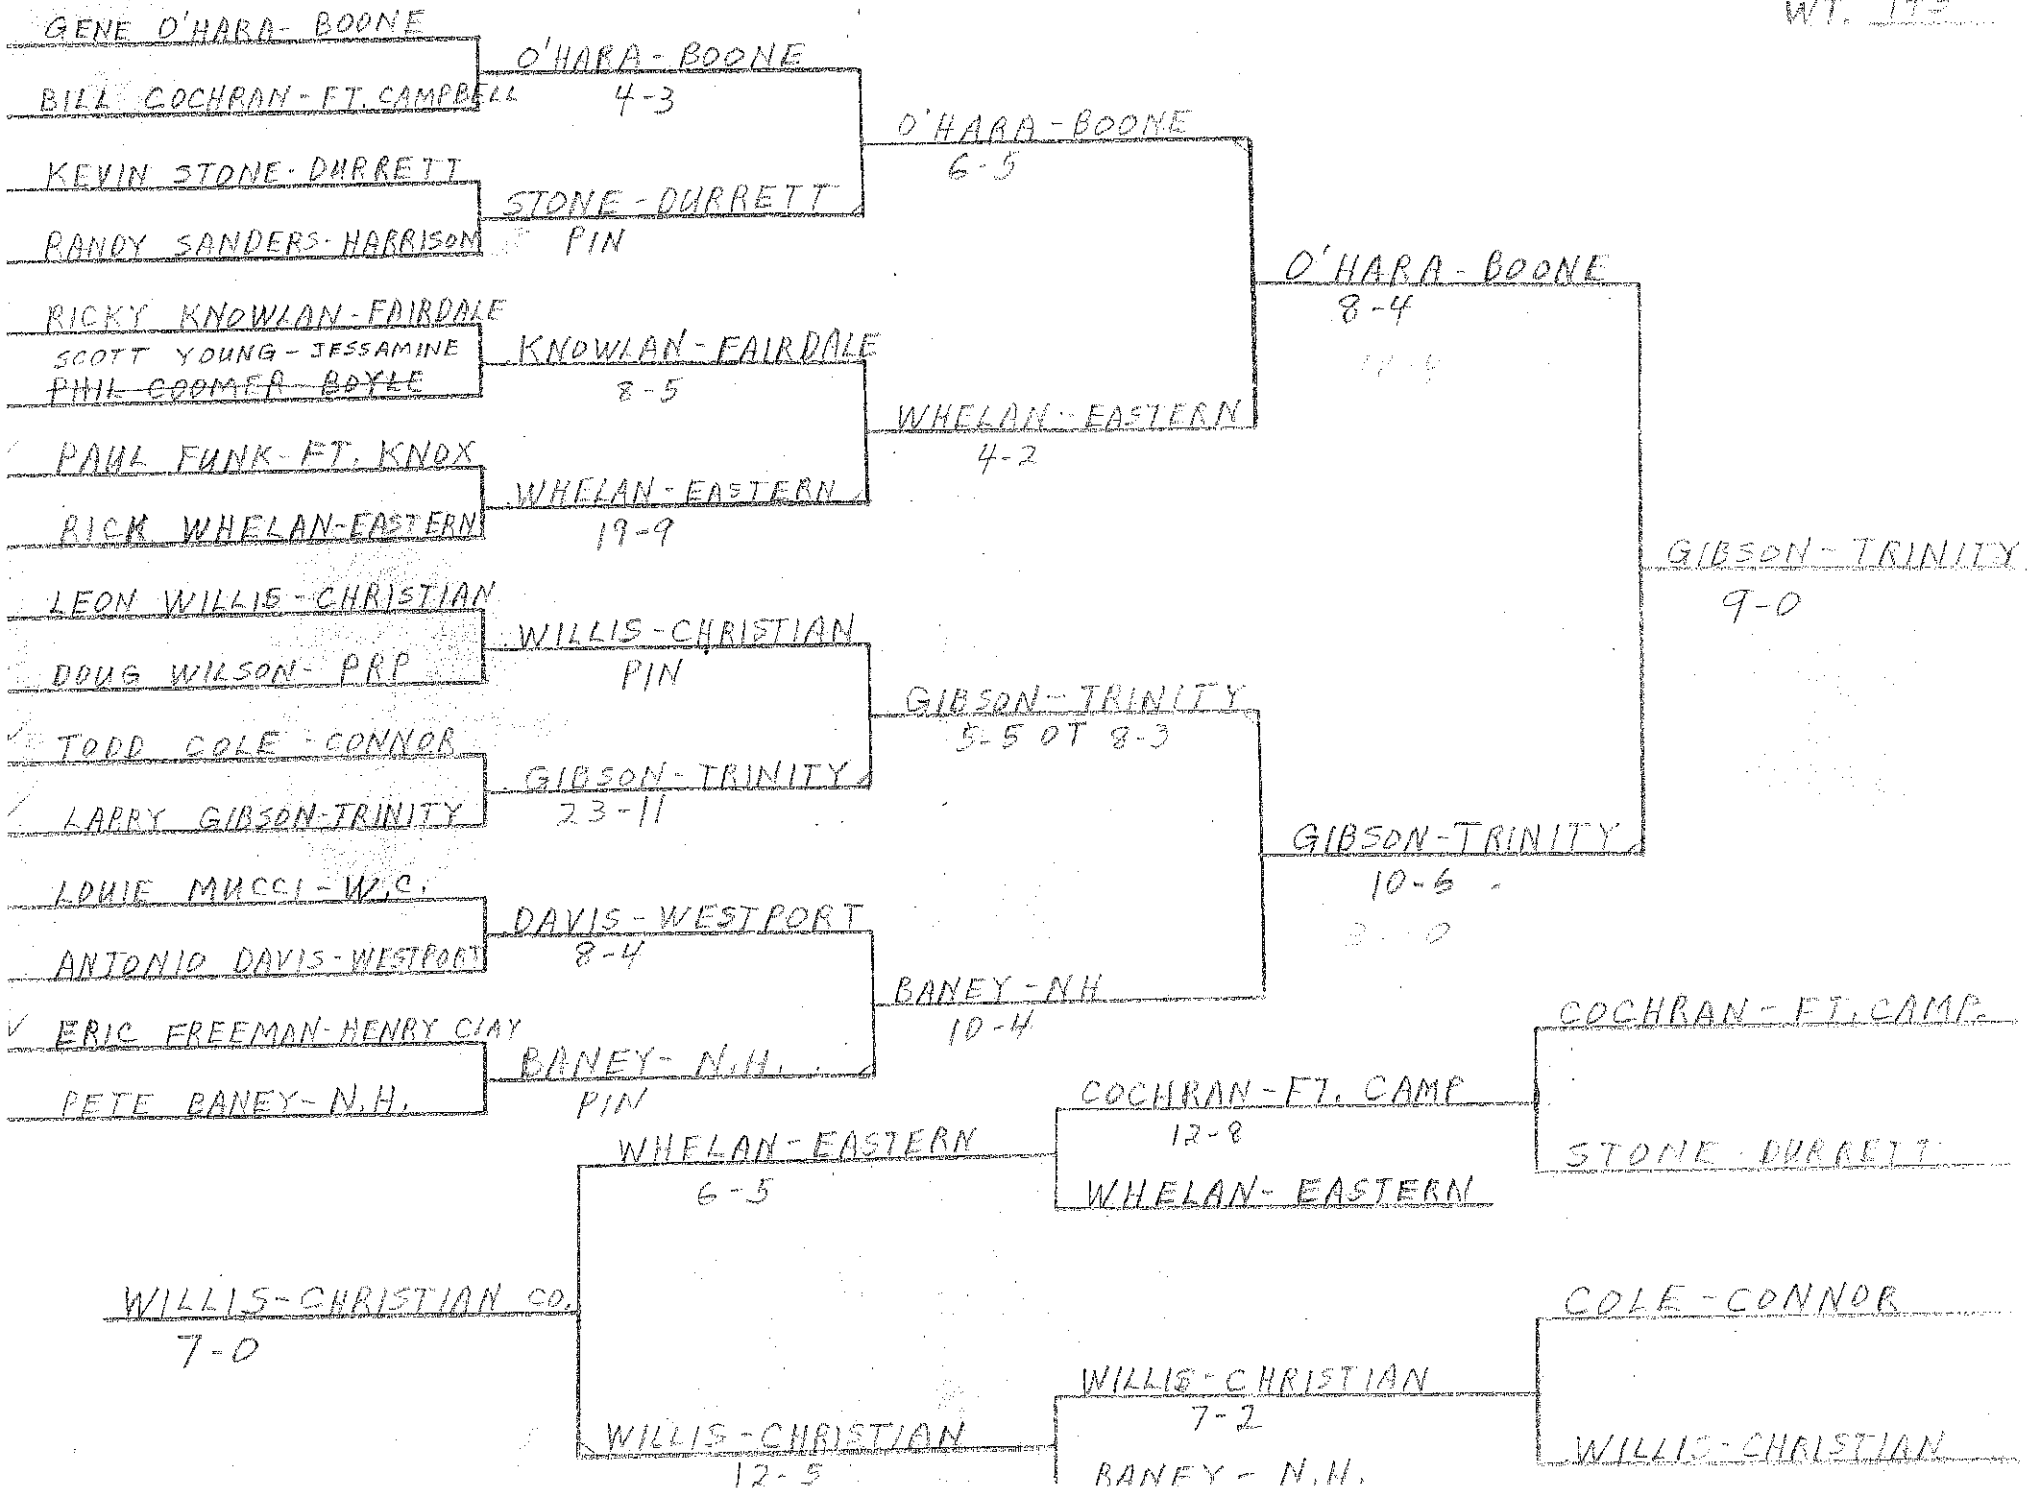 WT.
GENE O'HARA - BOONE
BILL COCHRAN - FT. CAMPBELL
KEVIN STONE - DURRETT
RANDY SANDERS - HARRISON
RICKY KNOWLAN - FAIRDALE
SCOTT YOUNG - JESSAMINE
PHIL COOMER - BOYLE
PAUL FUNK - FT. KNOX
RICK WHELAN - EASTERN
LEON WILLIS - CHRISTIAN
DOUG WILSON - PRP
TODD COLE - CONNOR
LARRY GIBSON - TRINITY
LOUIE MUCCI - W.C.
ANTONIO DAVIS - WESTPORT
ERIC FREEMAN - HENRY CLAY
PETE BANEY - N.H.
O'HARA - BOONE
4-3
STONE - DURRETT
PIN
KNOWLAN - FAIRDALE
8-5
WHELAN - EASTERN
19-9
WILLIS - CHRISTIAN
PIN
GIBSON - TRINITY
23-11
DAVIS - WESTPORT
8-4
BANEY - N.H.
PIN
O'HARA - BOONE
6-5
WHELAN - EASTERN
4-2
GIBSON - TRINITY
5-5 OT 8-3
BANEY - NH
10-4
O'HARA - BOONE
8-4
GIBSON - TRINITY
10-6
GIBSON - TRINITY
9-0
COCHRAN - FT. CAMP.
STONE - DURRETT
COLE - CONNOR
WILLIS - CHRISTIAN
COCHRAN - FT. CAMP
12-8
WHELAN - EASTERN
WILLIS - CHRISTIAN
7-2
BANEY - N.H.
WHELAN - EASTERN
6-5
WILLIS - CHRISTIAN
12-5
WILLIS - CHRISTIAN CO.
7-0